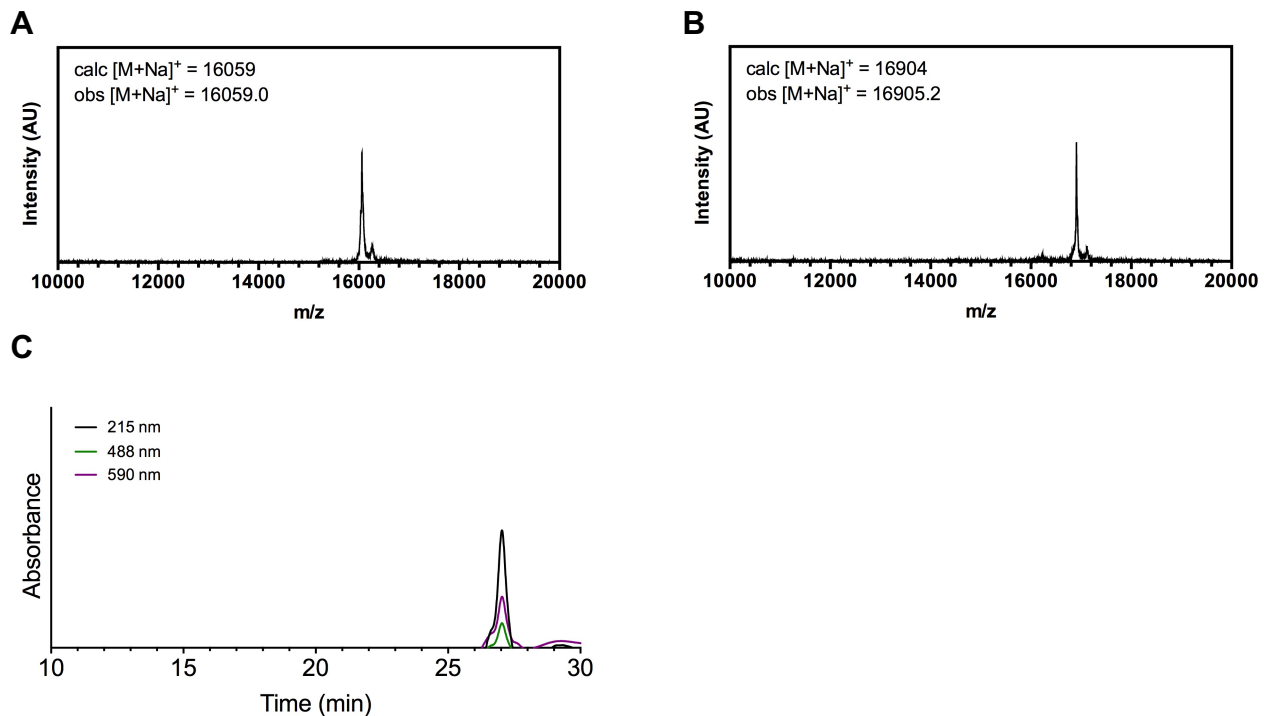 A
calc [M+Na]⁺ = 16059
obs [M+Na]⁺ = 16059.0
Intensity (AU)
10000 12000 14000 16000 18000 20000
m/z
B
calc [M+Na]⁺ = 16904
obs [M+Na]⁺ = 16905.2
Intensity (AU)
10000 12000 14000 16000 18000 20000
m/z
C
215 nm
488 nm
590 nm
Absorbance
10 15 20 25 30
Time (min)